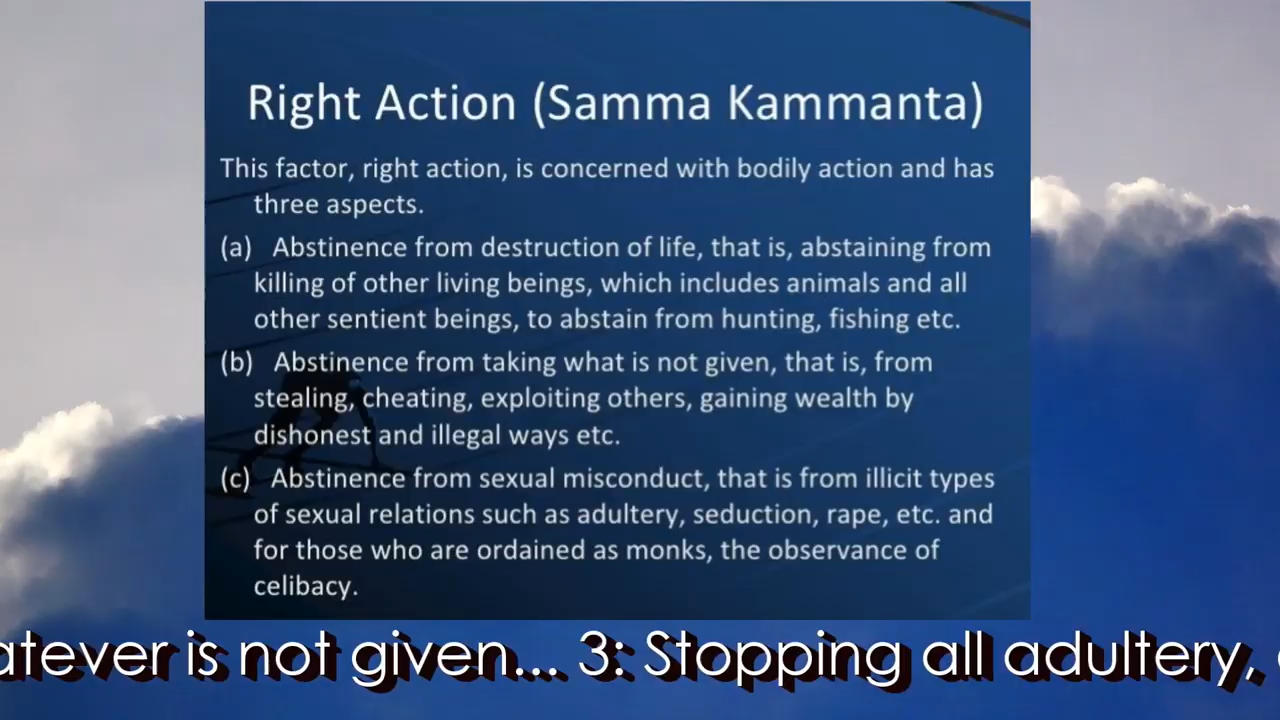 Right Action (Samma Kammanta)
This factor, right action, is concerned with bodily action and has
three aspects.
(a) Abstinence from destruction of life, that is, abstaining from
killing of other living beings, which includes animals and all
other sentient beings, to abstain from hunting, fishing etc.
(b) Abstinence from taking what is not given, that is, from
stealing, cheating, exploiting others, gaining wealth by
dishonest and illegal ways etc.
(c) Abstinence from sexual misconduct, that is from illicit types
of sexual relations such as adultery, seduction, rape, etc. and
for those who are ordained as monks, the observance of
celibacy.
atever is not given... 3: Stopping all adultery,